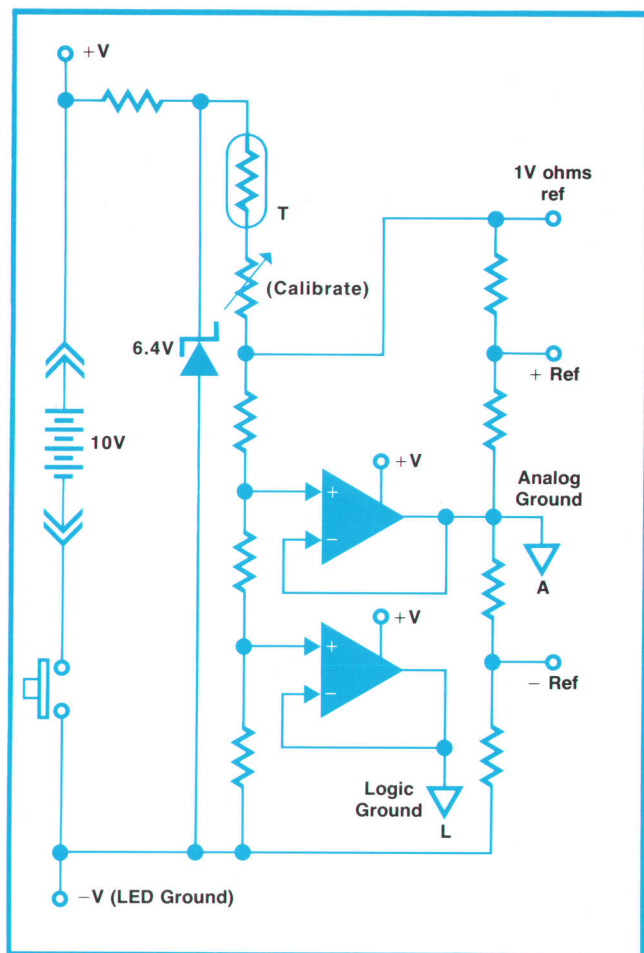 +V
1V ohms
ref
T
(Calibrate)
6.4V
+ Ref
10V
+V
+
−
Analog
Ground
A
+V
+
−
− Ref
Logic
Ground
L
−V (LED Ground)